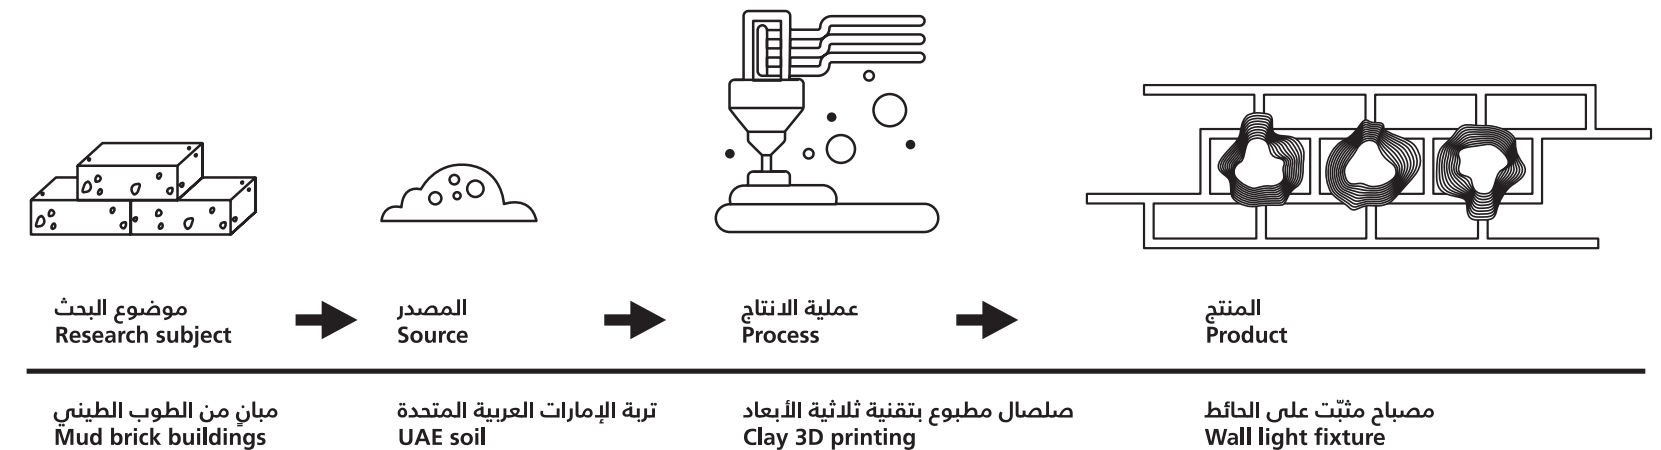 موضوع البحث
Research subject
المصدر
Source
عملية الانتاج
Process
المنتج
Product
مبانٍ من الطوب الطيني
Mud brick buildings
تربة الإمارات العربية المتحدة
UAE soil
صلصال مطبوع بتقنية ثلاثية الأبعاد
Clay 3D printing
مصباح مثبّت على الحائط
Wall light fixture